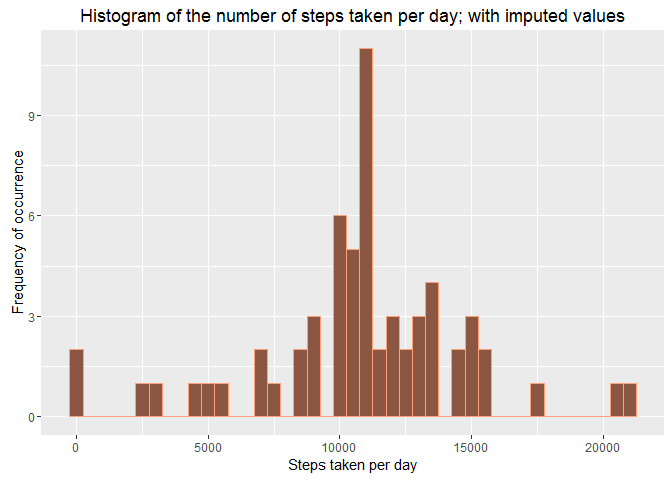 Histogram of the number of steps taken per day; with imputed values
Frequency of occurrence
9
6
3
0
0 5000 10000 15000 20000
Steps taken per day